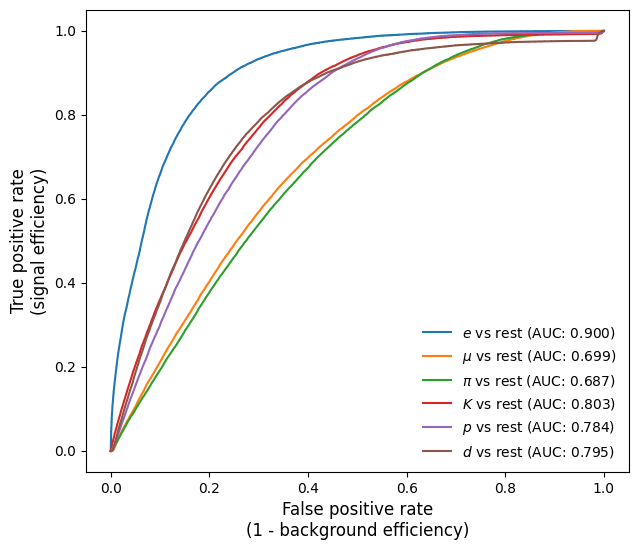 1.0
0.8
0.6
0.4
0.2
0.0
True positive rate
(signal efficiency)
e vs rest (AUC: 0.900)
μ vs rest (AUC: 0.699)
π vs rest (AUC: 0.687)
K vs rest (AUC: 0.803)
p vs rest (AUC: 0.784)
d vs rest (AUC: 0.795)
0.0 0.2 0.4 0.6 0.8 1.0
False positive rate
(1 - background efficiency)